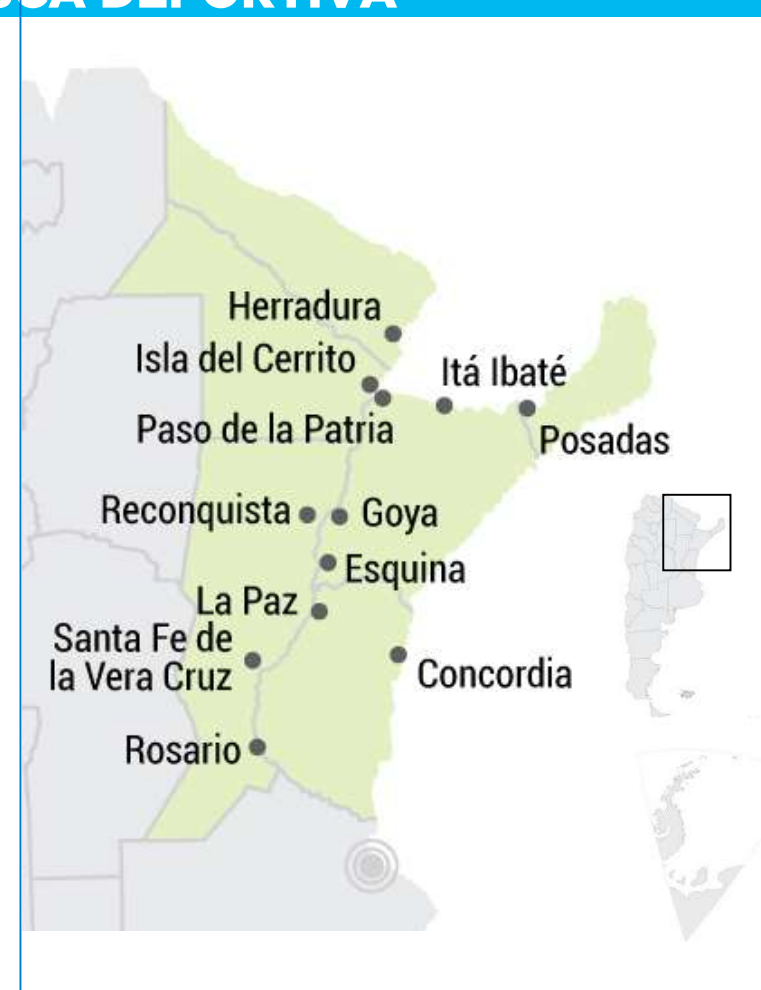 DEPORTIVA
Herradura
Isla del Cerrito
Itá Ibaté
Paso de la Patria
Posadas
Reconquista
Goya
Esquina
La Paz
Santa Fe de
la Vera Cruz
Concordia
Rosario